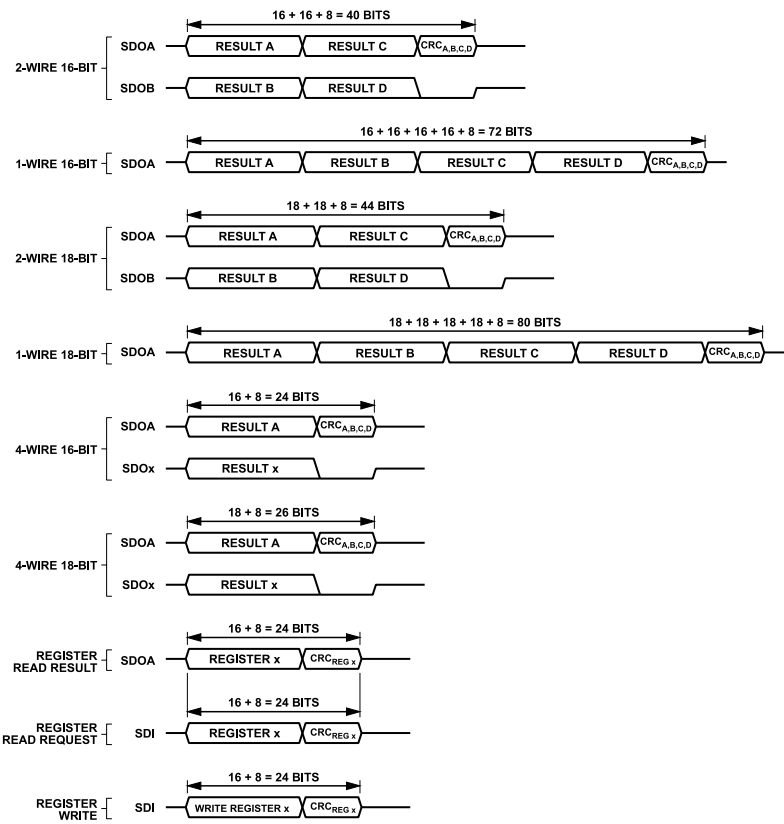 16 + 16 + 8 = 40 BITS
2-WIRE 16-BIT
SDOA RESULT A RESULT C CRCA,B,C,D
SDOB RESULT B RESULT D
16 + 16 + 16 + 16 + 8 = 72 BITS
1-WIRE 16-BIT SDOA RESULT A RESULT B RESULT C RESULT D CRCA,B,C,D
18 + 18 + 8 = 44 BITS
2-WIRE 18-BIT
SDOA RESULT A RESULT C CRCA,B,C,D
SDOB RESULT B RESULT D
18 + 18 + 18 + 18 + 8 = 80 BITS
1-WIRE 18-BIT SDOA RESULT A RESULT B RESULT C RESULT D CRCA,B,C,D
16 + 8 = 24 BITS
4-WIRE 16-BIT
SDOA RESULT A CRCA,B,C,D
SDOx RESULT x
18 + 8 = 26 BITS
4-WIRE 18-BIT
SDOA RESULT A CRCA,B,C,D
SDOx RESULT x
16 + 8 = 24 BITS
REGISTER
READ RESULT
SDOA REGISTER x CRCREG x
16 + 8 = 24 BITS
REGISTER
READ REQUEST
SDI REGISTER x CRCREG x
16 + 8 = 24 BITS
REGISTER
WRITE
SDI WRITE REGISTER x CRCREG x